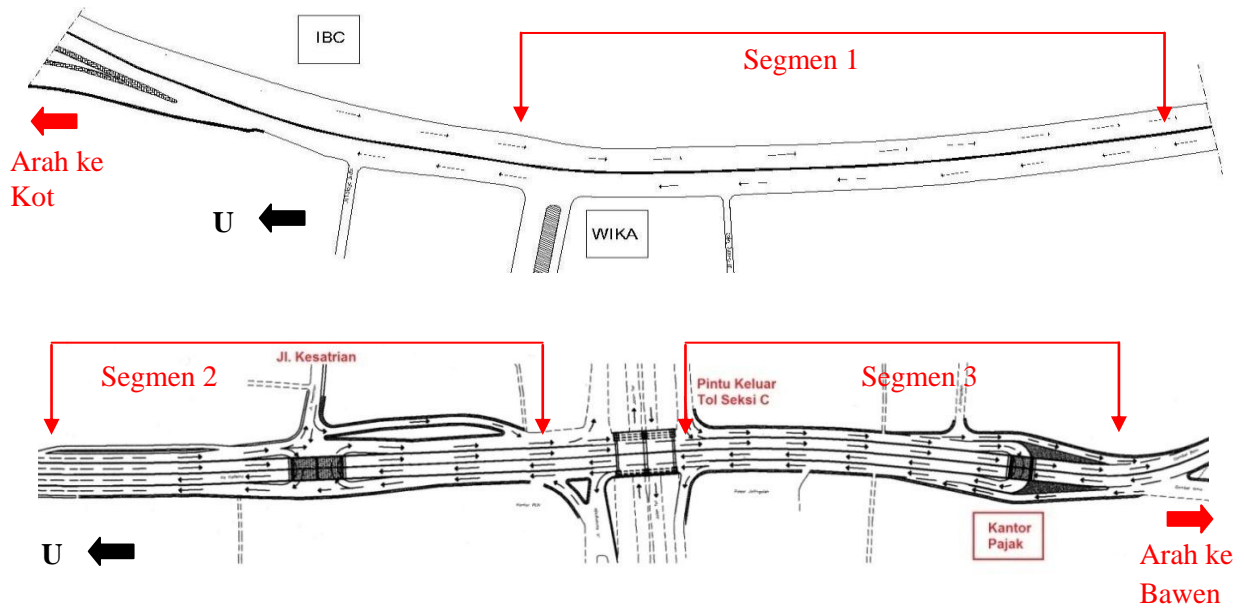 IBC
Segmen 1
Arah ke
Kot
U
WIKA
Jl. Kesatrian
Segmen 2
Pintu Keluar
Tol Seksi C
Segmen 3
Kantor
Pajak
U
Arah ke
Bawen